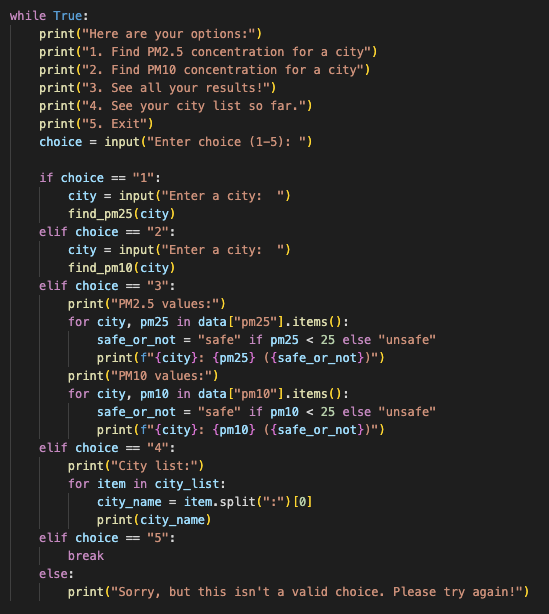 while True:
    print("Here are your options:")
    print("1. Find PM2.5 concentration for a city")
    print("2. Find PM10 concentration for a city")
    print("3. See all your results!")
    print("4. See your city list so far.")
    print("5. Exit")
    choice = input("Enter choice (1-5): ")

    if choice == "1":
        city = input("Enter a city:  ")
        find_pm25(city)
    elif choice == "2":
        city = input("Enter a city:  ")
        find_pm10(city)
    elif choice == "3":
        print("PM2.5 values:")
        for city, pm25 in data["pm25"].items():
            safe_or_not = "safe" if pm25 < 25 else "unsafe"
            print(f"{city}: {pm25} ({safe_or_not})")
        print("PM10 values:")
        for city, pm10 in data["pm10"].items():
            safe_or_not = "safe" if pm10 < 25 else "unsafe"
            print(f"{city}: {pm10} ({safe_or_not})")
    elif choice == "4":
        print("City list:")
        for item in city_list:
            city_name = item.split(":")[0]
            print(city_name)
    elif choice == "5":
        break
    else:
        print("Sorry, but this isn't a valid choice. Please try again!")